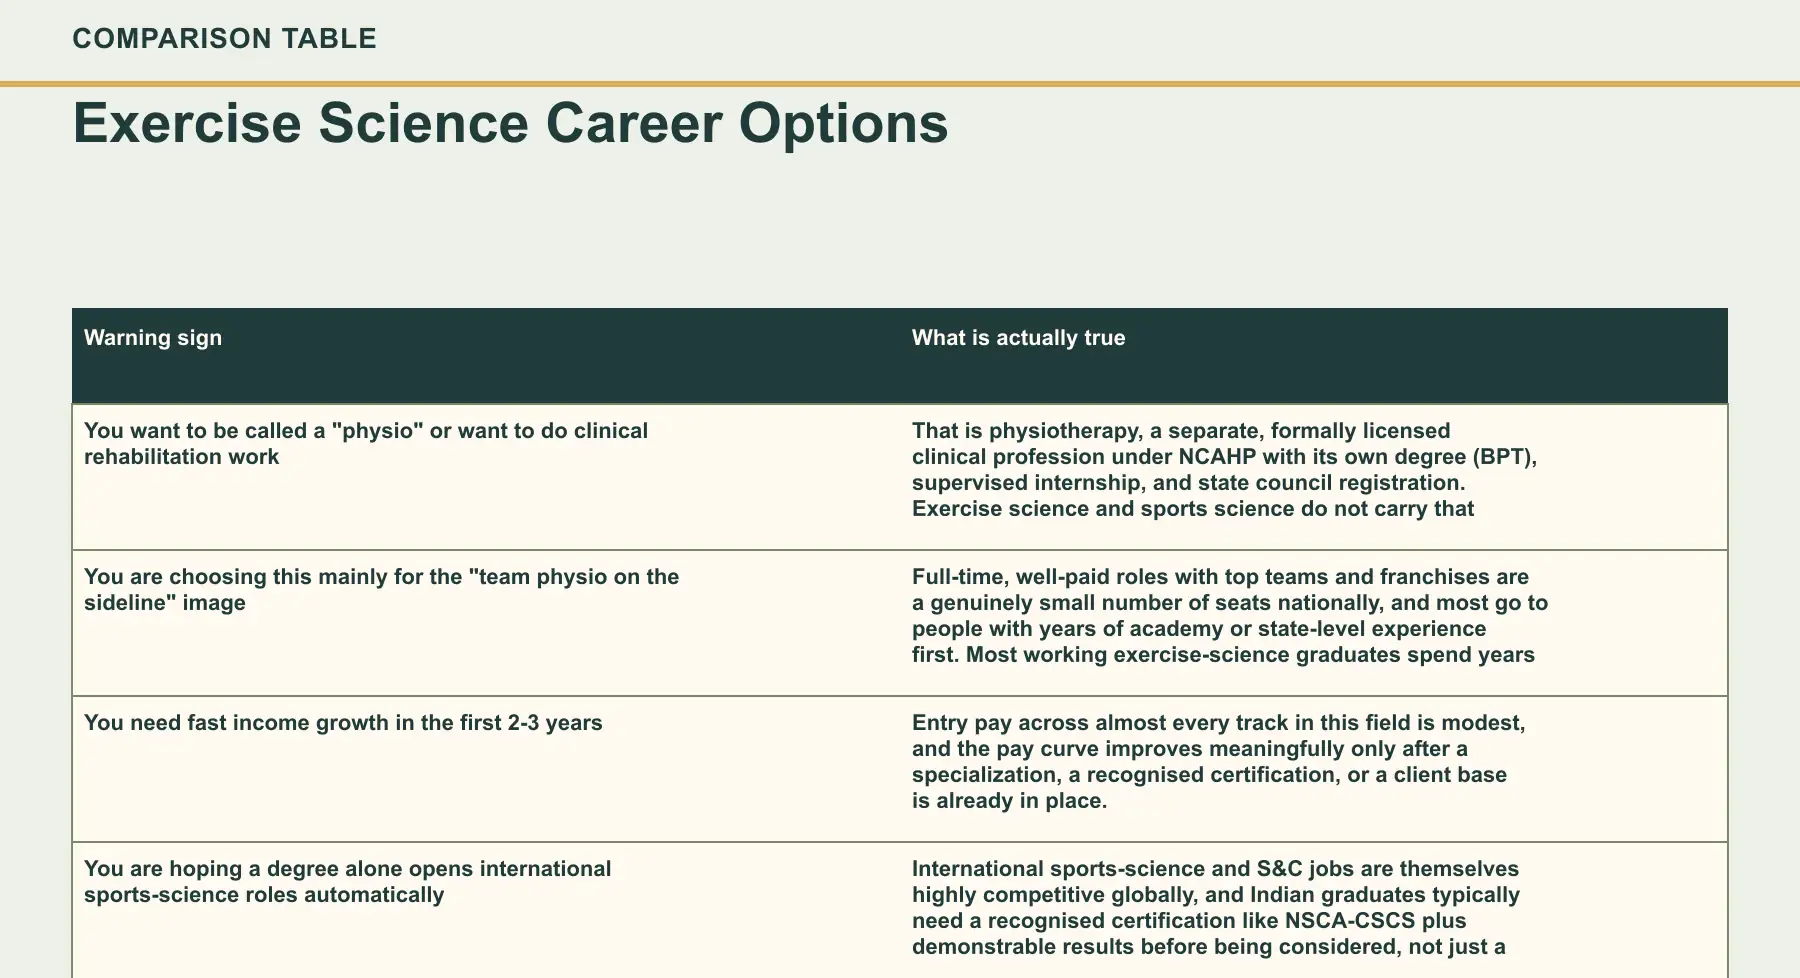 COMPARISON TABLE
Exercise Science Career Options
Warning sign
What is actually true
You want to be called a "physio" or want to do clinical
rehabilitation work
That is physiotherapy, a separate, formally licensed
clinical profession under NCAHP with its own degree (BPT),
supervised internship, and state council registration.
Exercise science and sports science do not carry that
You are choosing this mainly for the "team physio on the
sideline" image
Full-time, well-paid roles with top teams and franchises are
a genuinely small number of seats nationally, and most go to
people with years of academy or state-level experience
first. Most working exercise-science graduates spend years
You need fast income growth in the first 2-3 years
Entry pay across almost every track in this field is modest,
and the pay curve improves meaningfully only after a
specialization, a recognised certification, or a client base
is already in place.
You are hoping a degree alone opens international
sports-science roles automatically
International sports-science and S&C jobs are themselves
highly competitive globally, and Indian graduates typically
need a recognised certification like NSCA-CSCS plus
demonstrable results before being considered, not just a